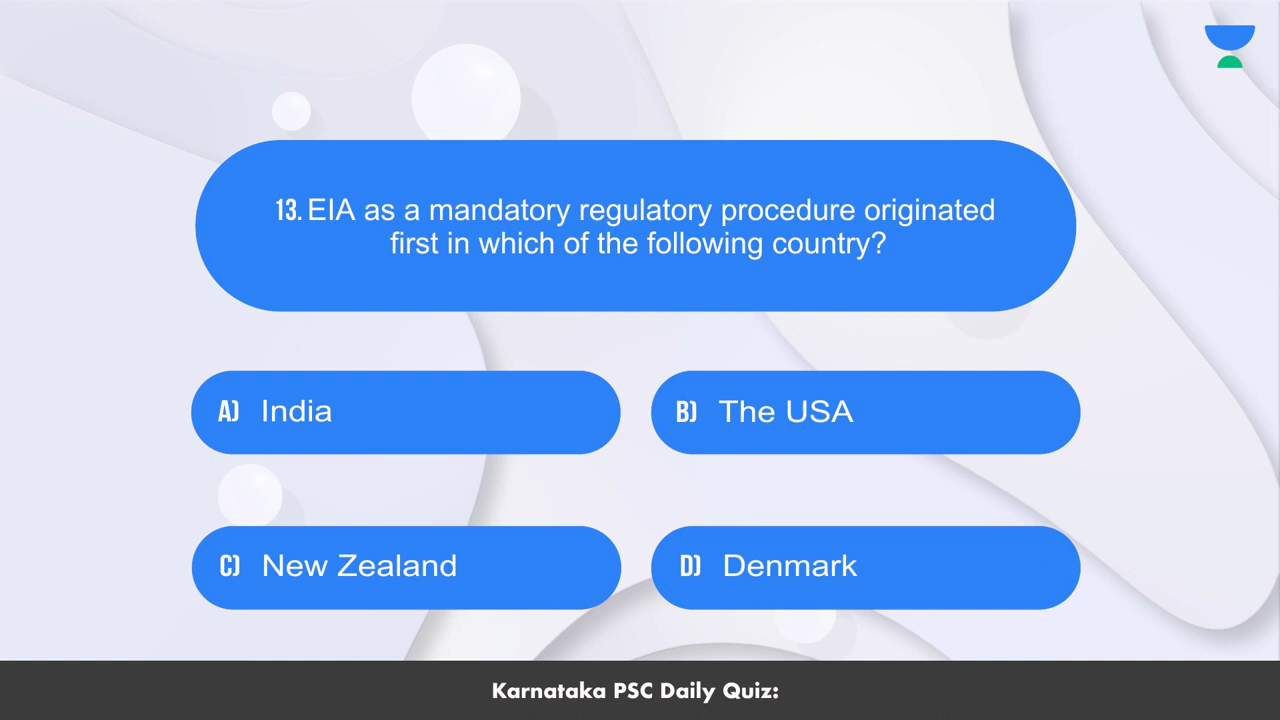 13. EIA as a mandatory regulatory procedure originated
first in which of the following country?
A) India
B) The USA
C) New Zealand
D) Denmark
Karnataka PSC Daily Quiz: